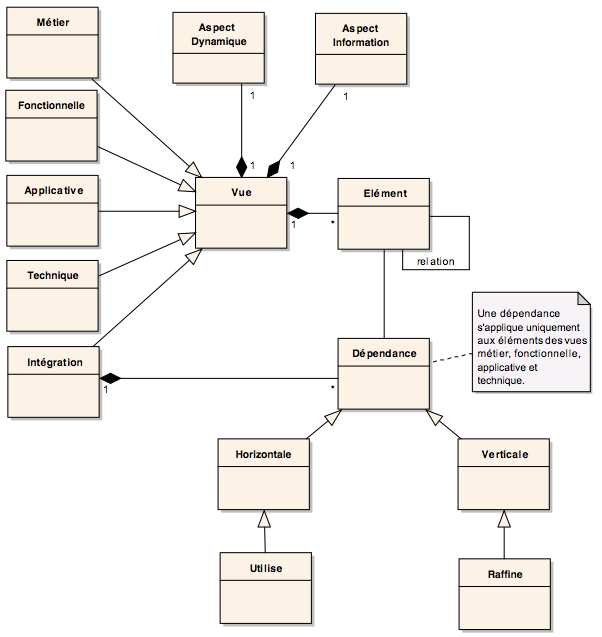 Métier
Aspect
Dynamique
Aspect
Information
1
1
Fonctionnelle
1
1
Applicative
Vue
Elément
1
*
relation
Technique
Une dépendance
s'applique uniquement
aux éléments des vues
métier, fonctionnelle,
applicative et
technique.
Intégration
Dépendance
1
*
Horizontale
Verticale
Utilise
Raffine